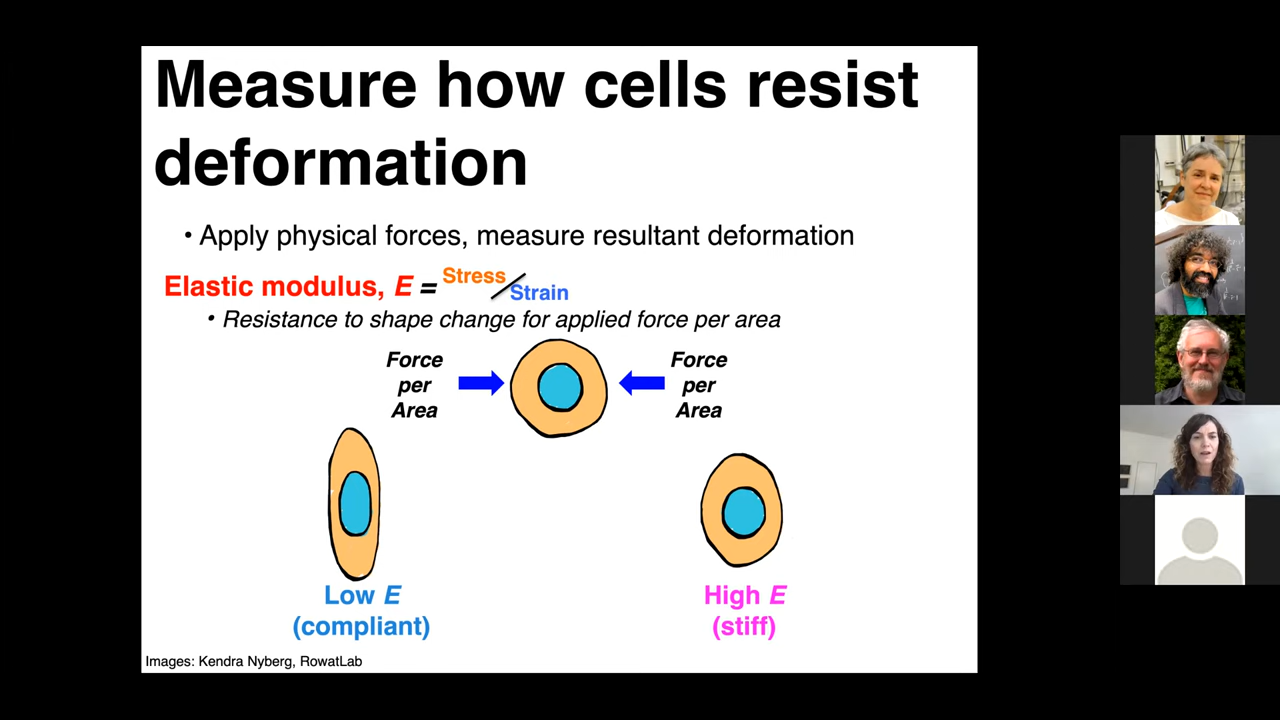 Measure how cells resist
deformation
• Apply physical forces, measure resultant deformation
Elastic modulus, E = Stress/Strain
• Resistance to shape change for applied force per area
Force
per
Area
Force
per
Area
Low E
(compliant)
High E
(stiff)
Images: Kendra Nyberg, RowatLab